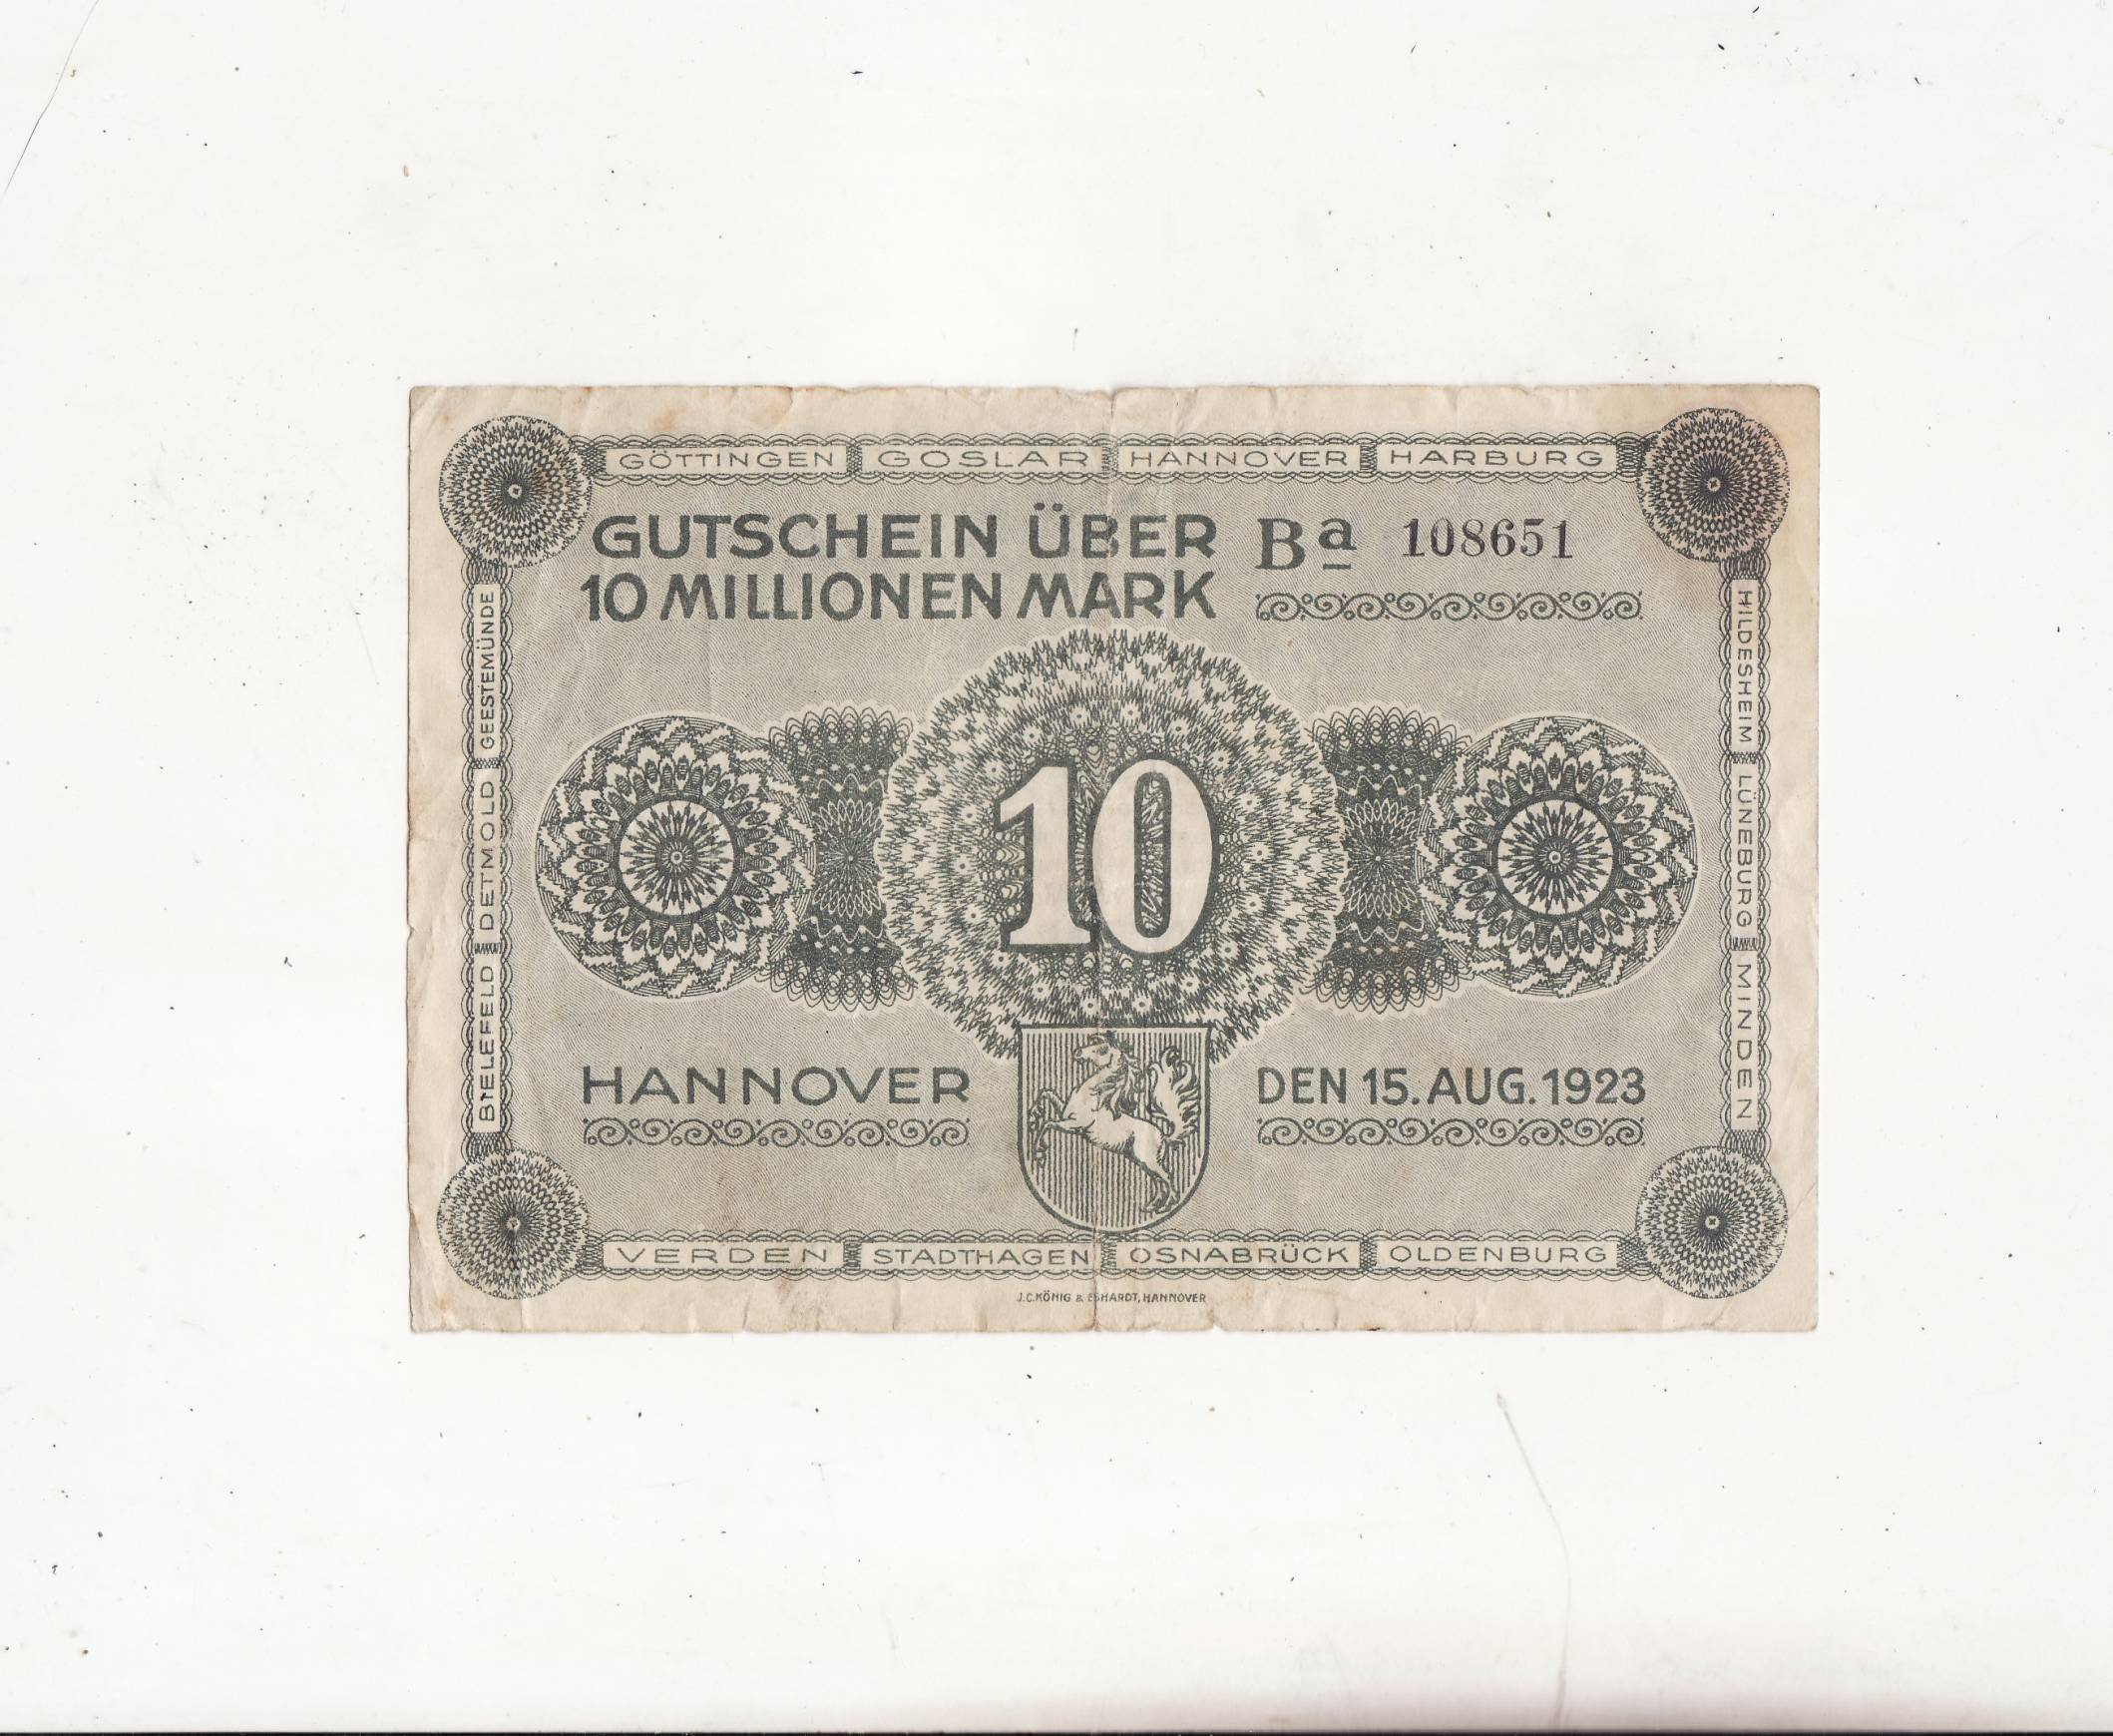 GÖTTINGEN GOSLAR HANNOVER HARBURG
GUTSCHEIN ÜBER
10 MILLIONEN MARK
Ba 108651
GEESTEMÜNDE
DETMOLD
BIELEFELD
10
HILDESHEIM
LÜNEBURG
MINDEN
HANNOVER
DEN 15. AUG. 1923
VERDEN STADTHAGEN OSNABRÜCK OLDENBURG
J.C.KÖNIG & EBHARDT, HANNOVER